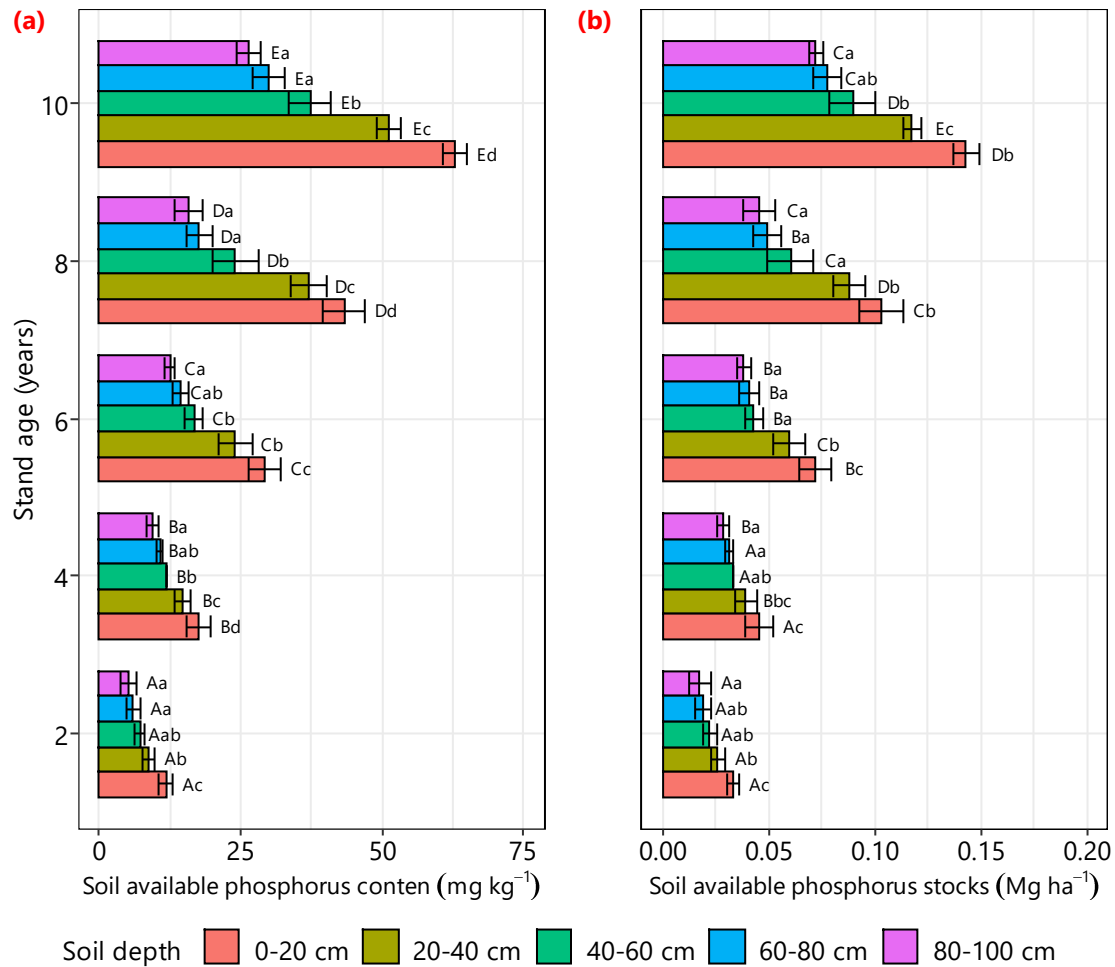 (a)
(b)
Stand age (years)
10
8
6
4
2
Ea
Ea
Eb
Ec
Ed
Da
Da
Db
Dc
Dd
Ca
Cab
Cb
Cb
Cc
Ba
Bab
Bb
Bc
Bd
Aa
Aa
Aab
Ab
Ac
0 25 50 75
Soil available phosphorus conten (mg kg⁻¹)
Ca
Cab
Db
Ec
Db
Ca
Ba
Ca
Db
Cb
Ba
Ba
Ba
Cb
Bc
Ba
Aa
Aab
Bbc
Ac
Aa
Aab
Aab
Ab
Ac
0.00 0.05 0.10 0.15 0.20
Soil available phosphorus stocks (Mg ha⁻¹)
Soil depth 0-20 cm 20-40 cm 40-60 cm 60-80 cm 80-100 cm